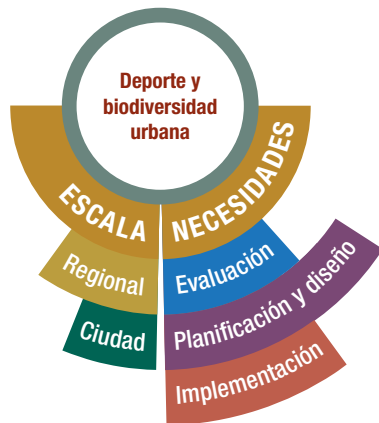 Deporte y
biodiversidad
urbana
ESCALA
NECESIDADES
Regional
Ciudad
Evaluación
Planificación y diseño
Implementación